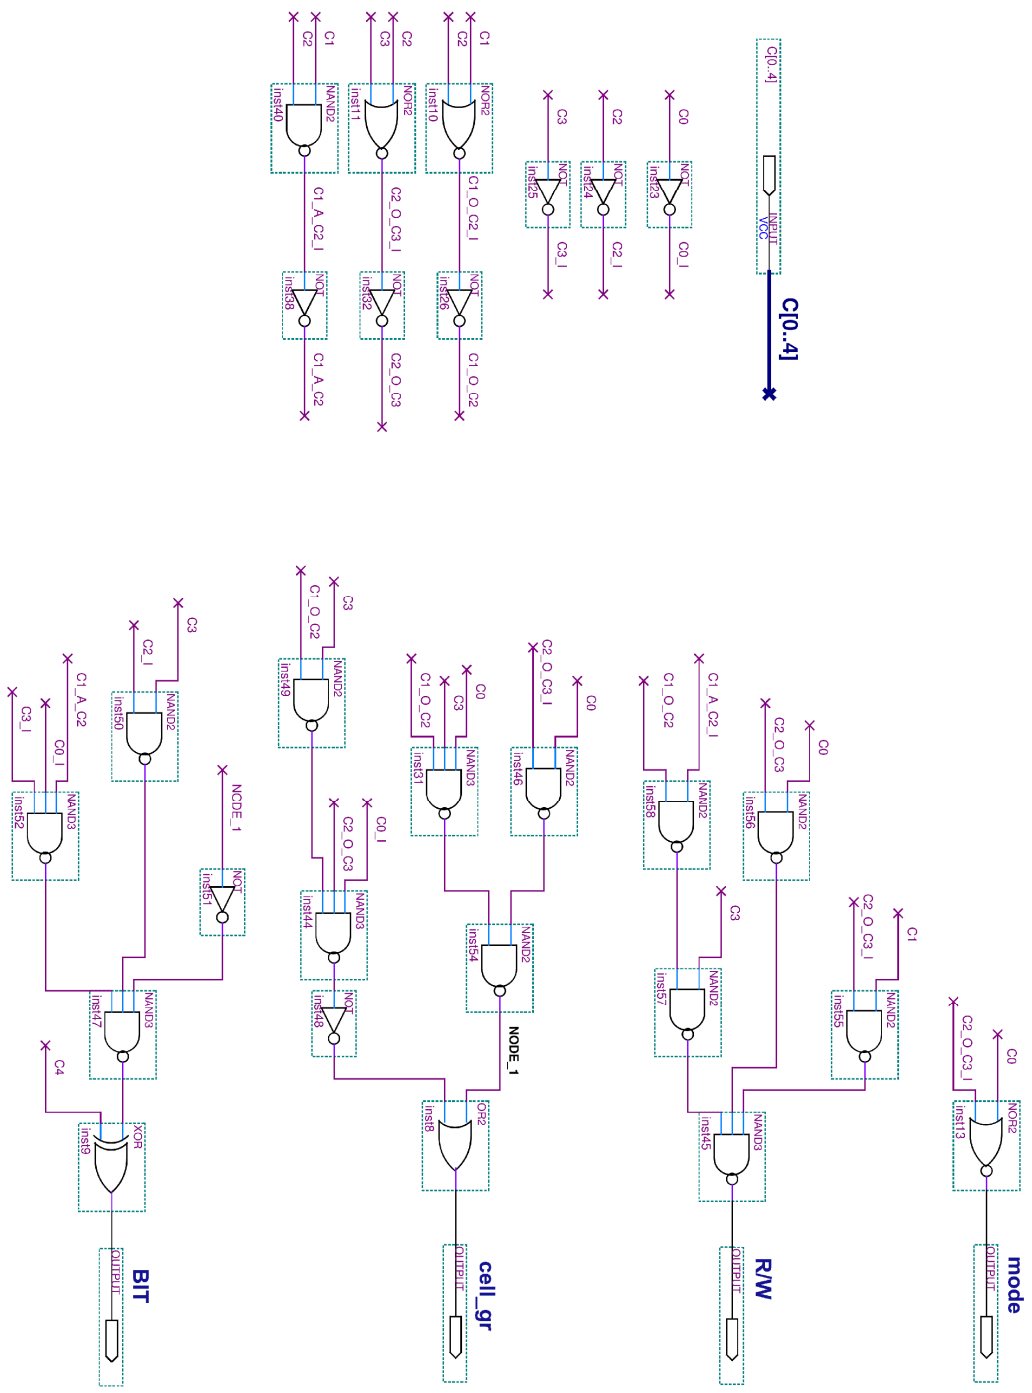 C[0..4]
INPUT
VCC
C[0..4]
C0
NOT
inst23
C0_I
C2
NOT
inst24
C2_I
C3
NOT
inst25
C3_I
C1
C2
NOR2
inst10
C1_O_C2_I
NOT
inst26
C1_O_C2
C2
C3
NOR2
inst11
C2_O_C3_I
NOT
inst32
C2_O_C3
C1
C2
NAND2
inst40
C1_A_C2_I
NOT
inst38
C1_A_C2
C0
C2_O_C3_I
NOR2
inst13
OUTPUT
mode
C1
C2_O_C3_I
NAND2
inst55
C0
C2_O_C3
NAND2
inst56
C1_A_C2_I
C1_O_C2
NAND2
inst58
C3
NAND2
inst57
NAND3
inst45
OUTPUT
R/W
C0
C2_O_C3_I
NAND2
inst46
C0
C3
C1_O_C2
NAND3
inst31
NAND2
inst54
NODE_1
C3
C1_O_C2
NAND2
inst49
C0_I
C2_O_C3
NAND3
inst44
NOT
inst48
OR2
inst8
OUTPUT
cell_gr
NCDE_1
NOT
inst51
C3
C2_I
NAND2
inst50
C1_A_C2
C0_I
C3_I
NAND3
inst52
NAND3
inst47
C4
XOR
inst9
OUTPUT
BIT